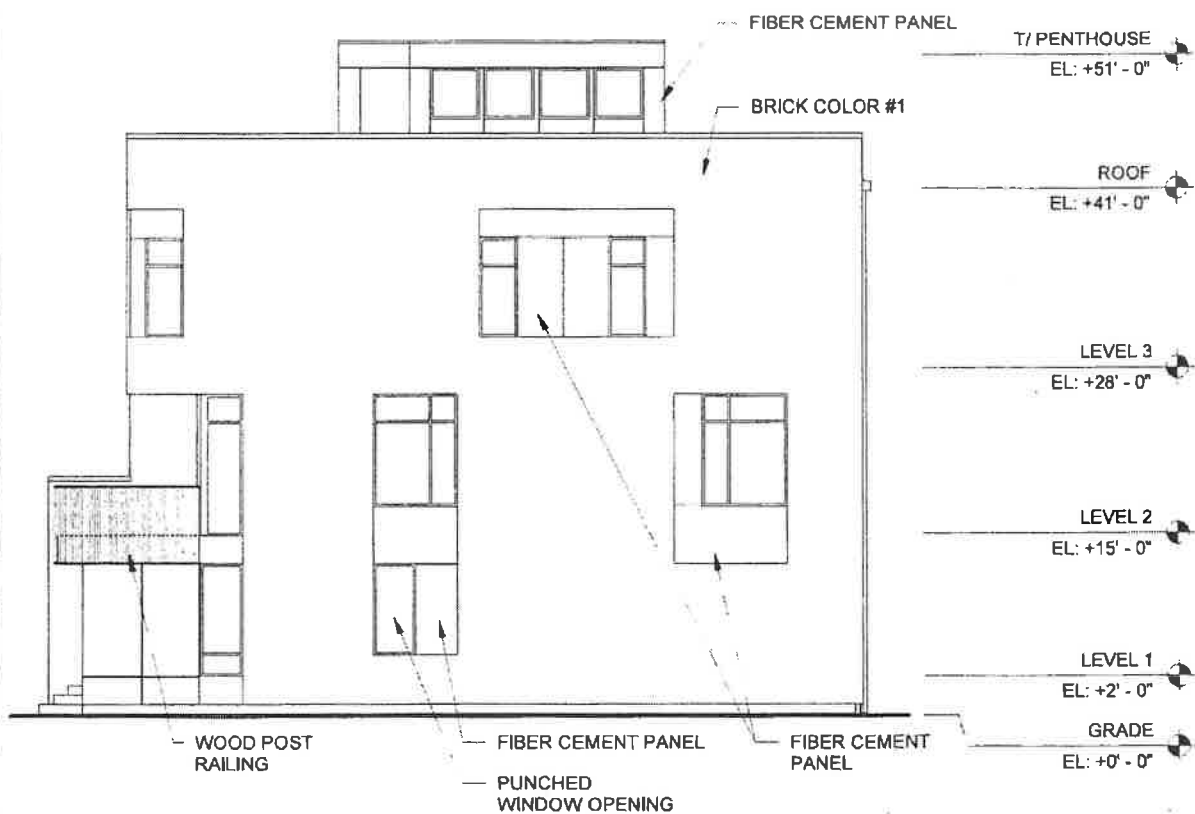 FIBER CEMENT PANEL
T/ PENTHOUSE
EL: +51' - 0"
BRICK COLOR #1
ROOF
EL: +41' - 0"
LEVEL 3
EL: +28' - 0"
LEVEL 2
EL: +15' - 0"
LEVEL 1
EL: +2' - 0"
GRADE
EL: +0' - 0"
WOOD POST
RAILING
FIBER CEMENT PANEL
PUNCHED
WINDOW OPENING
FIBER CEMENT
PANEL